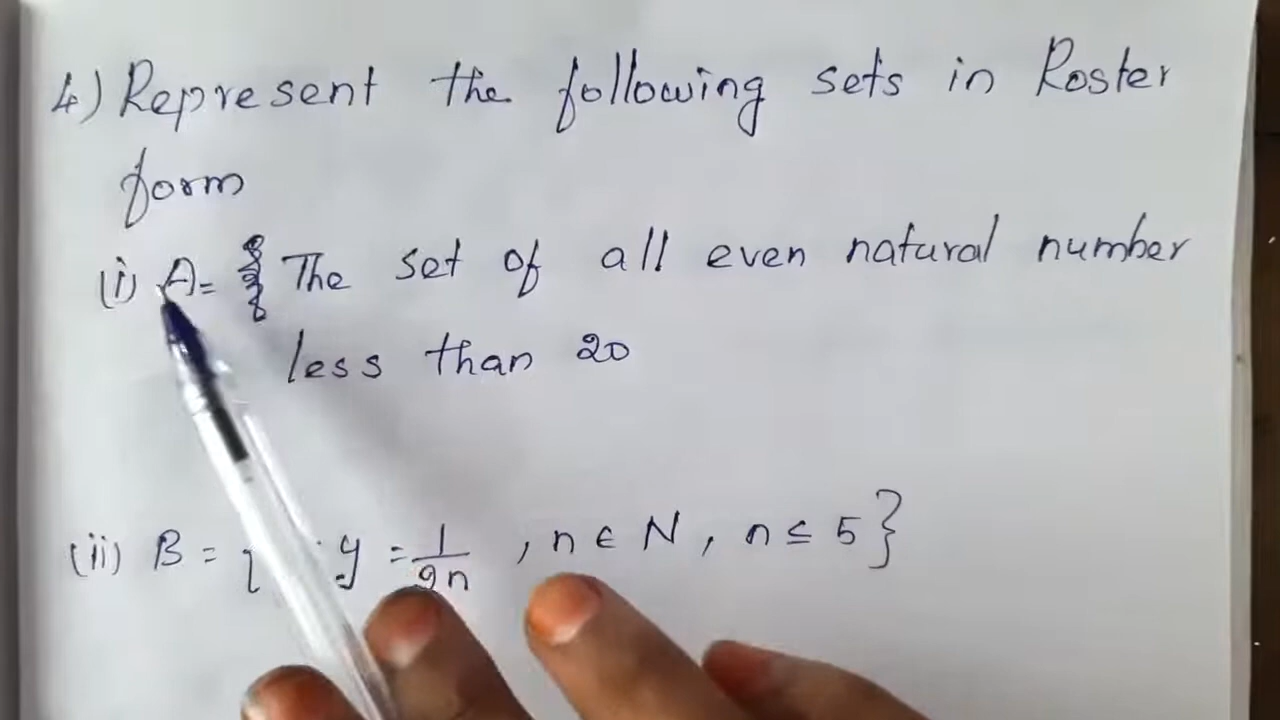 4) Represent the following sets in Roster
form
(i) A= The set of all even natural number
less than 20
(ii) B = { y = 1/2n , n ∈ N, n ≤ 5}